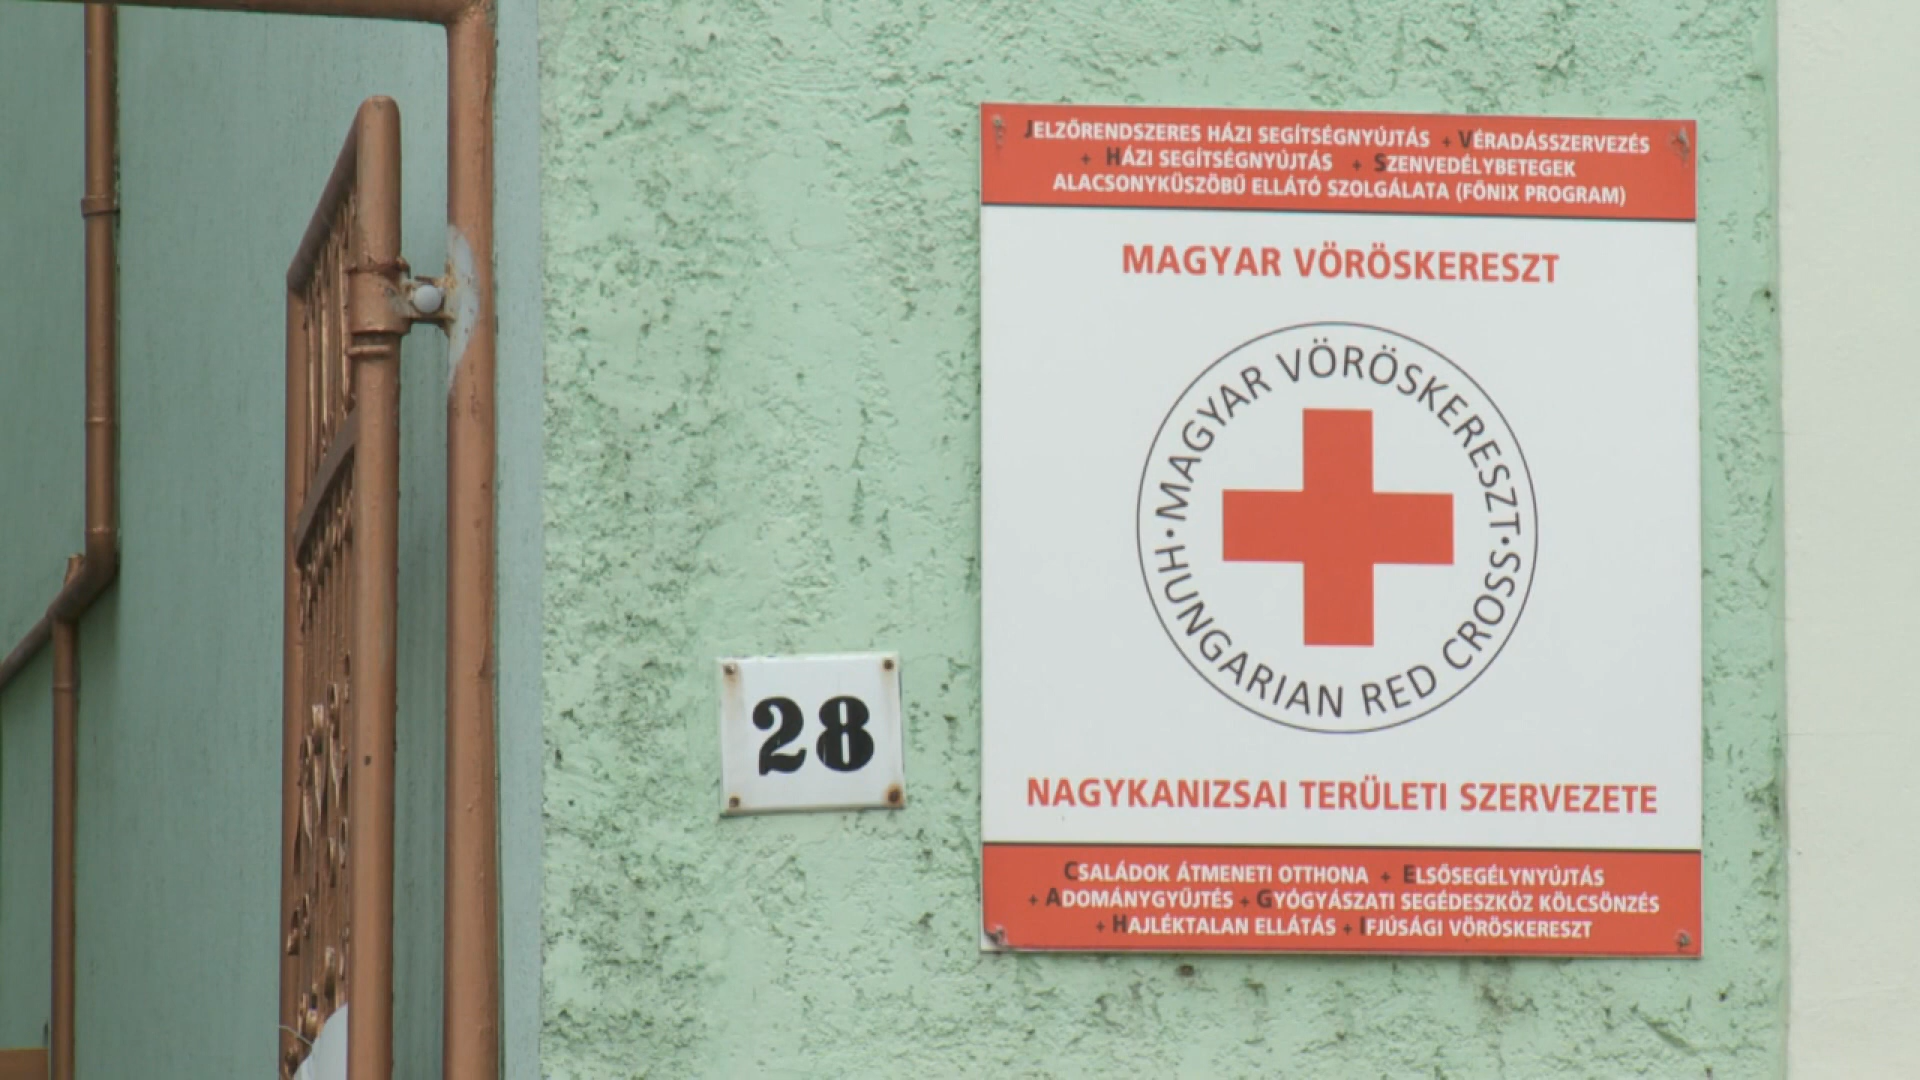 JELZŐRENDSZERES HÁZI SEGÍTSÉGNYÚJTÁS + VÉRADÁSSZERVEZÉS
+ HÁZI SEGÍTSÉGNYÚJTÁS + SZENVEDÉLYBETEGEK
ALACSONYKÜSZÖBŰ ELLÁTÓ SZOLGÁLATA (FŐNIX PROGRAM)
MAGYAR VÖRÖSKERESZT
·MAGYAR VÖRÖSKERESZT·
HUNGARIAN RED CROSS
28
NAGYKANIZSAI TERÜLETI SZERVEZETE
CSALÁDOK ÁTMENETI OTTHONA + ELSŐSEGÉLYNYÚJTÁS
+ ADOMÁNYGYŰJTÉS + GYÓGYÁSZATI SEGÉDESZKÖZ KÖLCSÖNZÉS
+ HAJLÉKTALAN ELLÁTÁS + IFJÚSÁGI VÖRÖSKERESZT